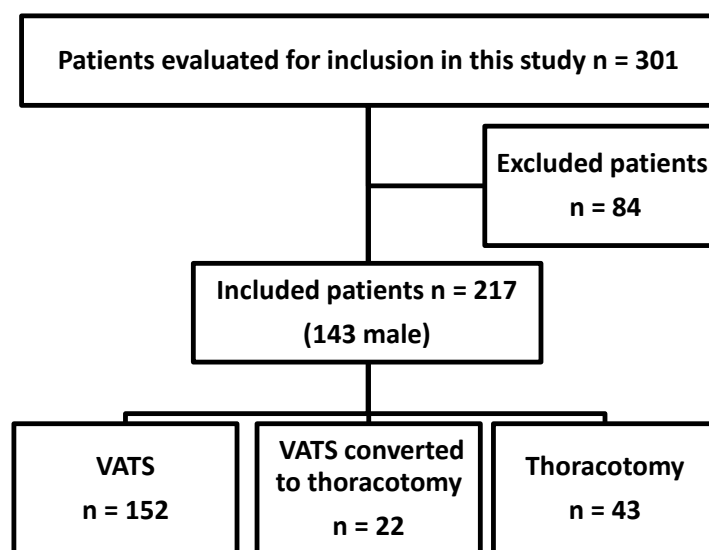 Patients evaluated for inclusion in this study n = 301
Excluded patients
n = 84
Included patients n = 217
(143 male)
VATS
n = 152
VATS converted
to thoracotomy
n = 22
Thoracotomy
n = 43